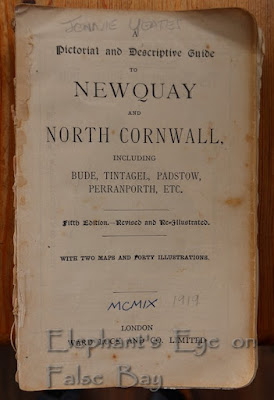 JOANIE YEATES
A
Pictorial and Descriptive Guide
TO
NEWQUAY
AND
NORTH CORNWALL,
INCLUDING
BUDE, TINTAGEL, PADSTOW,
PERRANPORTH, ETC.
Fifth Edition.—Revised and Re-Illustrated.
WITH TWO MAPS AND FORTY ILLUSTRATIONS.
MCMIX 1919
LONDON
WARD LOCK, AND CO. LIMITED
Elephant's Eye on
False Bay